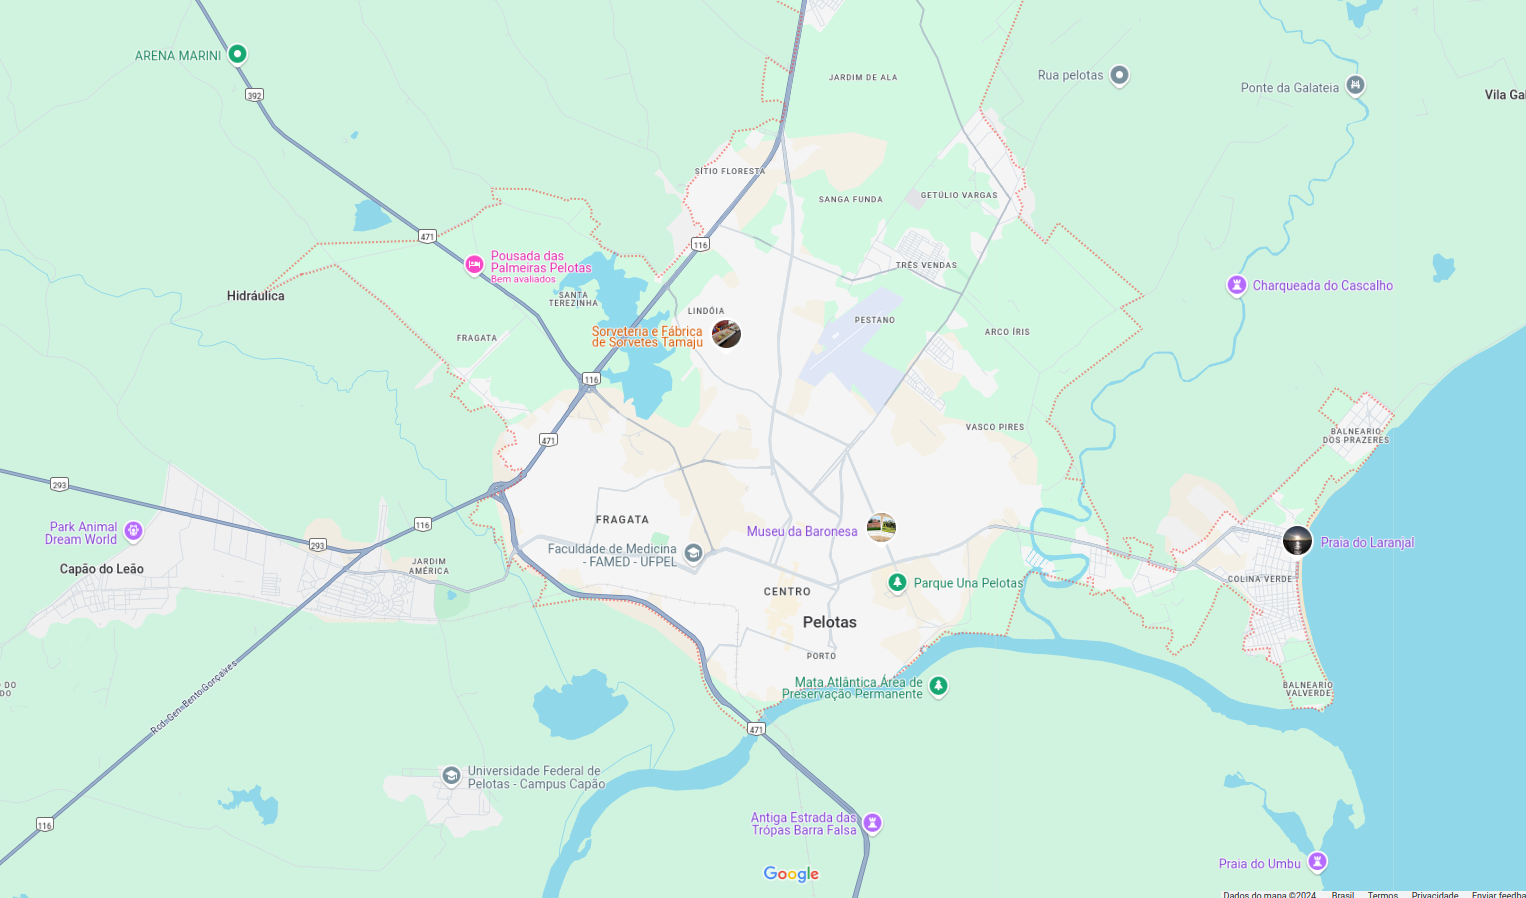 JARDIM DE ALA
ARENA MARINI
Rua pelotas
Ponte da Galateia
Vila Gal
392
SÍTIO FLORESTA
SANGA FUNDA
GETÚLIO VARGAS
471
116
Pousada das
Palmeiras Pelotas
Bem avaliados
TRÊS VENDAS
Hidráulica
SANTA
TEREZINHA
Charqueada do Cascalho
LINDÓIA
PESTANO
Sorveteria e Fábrica
de Sorvetes Tamaju
FRAGATA
ARCO ÍRIS
116
471
VASCO PIRES
BALNEARIO
DOS PRAZERES
293
FRAGATA
116
Park Animal
Dream World
Museu da Baronesa
293
Faculdade de Medicina
- FAMED - UFPEL
Praia do Laranjal
Capão do Leão
JARDIM
AMÉRICA
CENTRO
Parque Una Pelotas
COLINA VERDE
Pelotas
PORTO
DO
DO
Mata Atlântica Área de
Preservação Permanente
BALNEARIO
VALVERDE
Rod=Gen=Bento Gonçalves
471
Universidade Federal de
Pelotas - Campus Capão
116
Antiga Estrada das
Trópas Barra Falsa
Praia do Umbu
Google
Dados do mapa ©2024 Brasil Termos Privacidade Enviar feedba